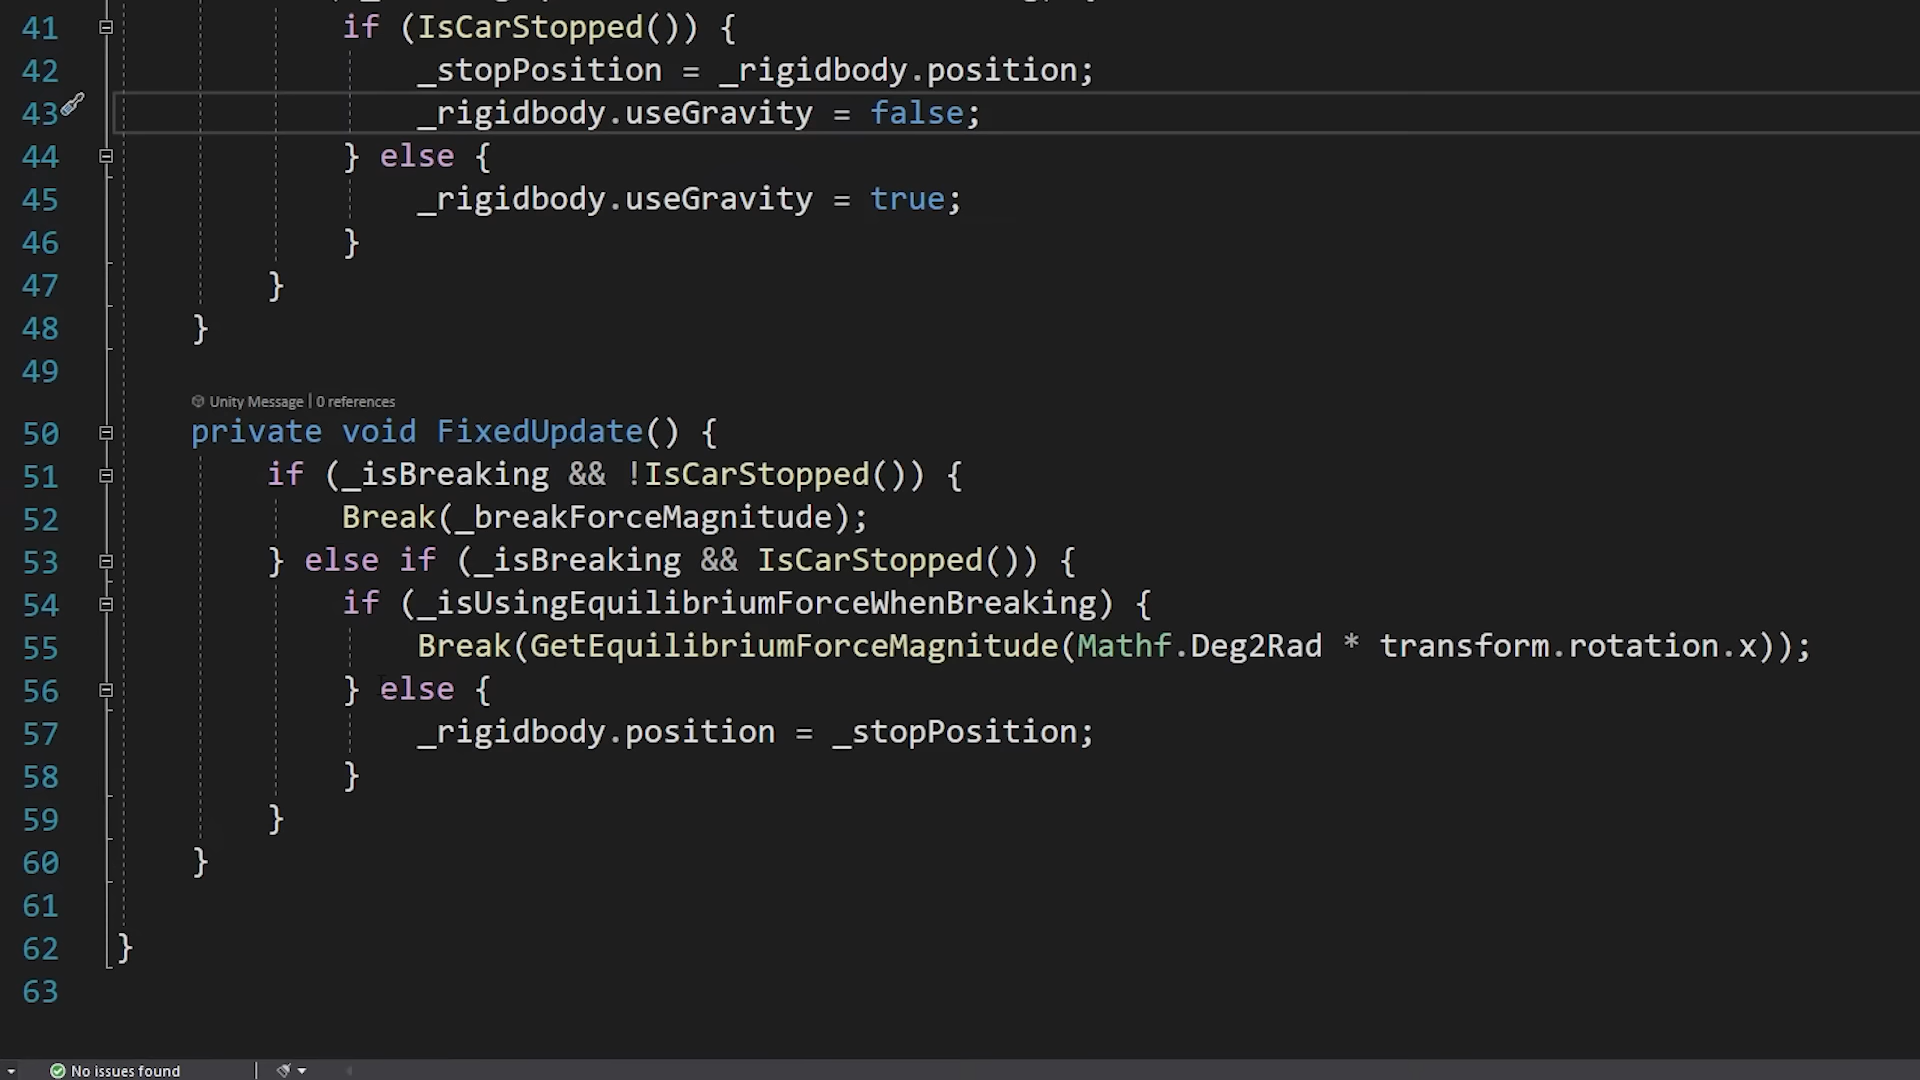 41 if (IsCarStopped()) {
42 _stopPosition = _rigidbody.position;
43 _rigidbody.useGravity = false;
44 } else {
45 _rigidbody.useGravity = true;
46 }
47 }
48 }
49
Unity Message | 0 references
50 private void FixedUpdate() {
51 if (_isBreaking && !IsCarStopped()) {
52 Break(_breakForceMagnitude);
53 } else if (_isBreaking && IsCarStopped()) {
54 if (_isUsingEquilibriumForceWhenBreaking) {
55 Break(GetEquilibriumForceMagnitude(Mathf.Deg2Rad * transform.rotation.x));
56 } else {
57 _rigidbody.position = _stopPosition;
58 }
59 }
60 }
61
62 }
63
No issues found